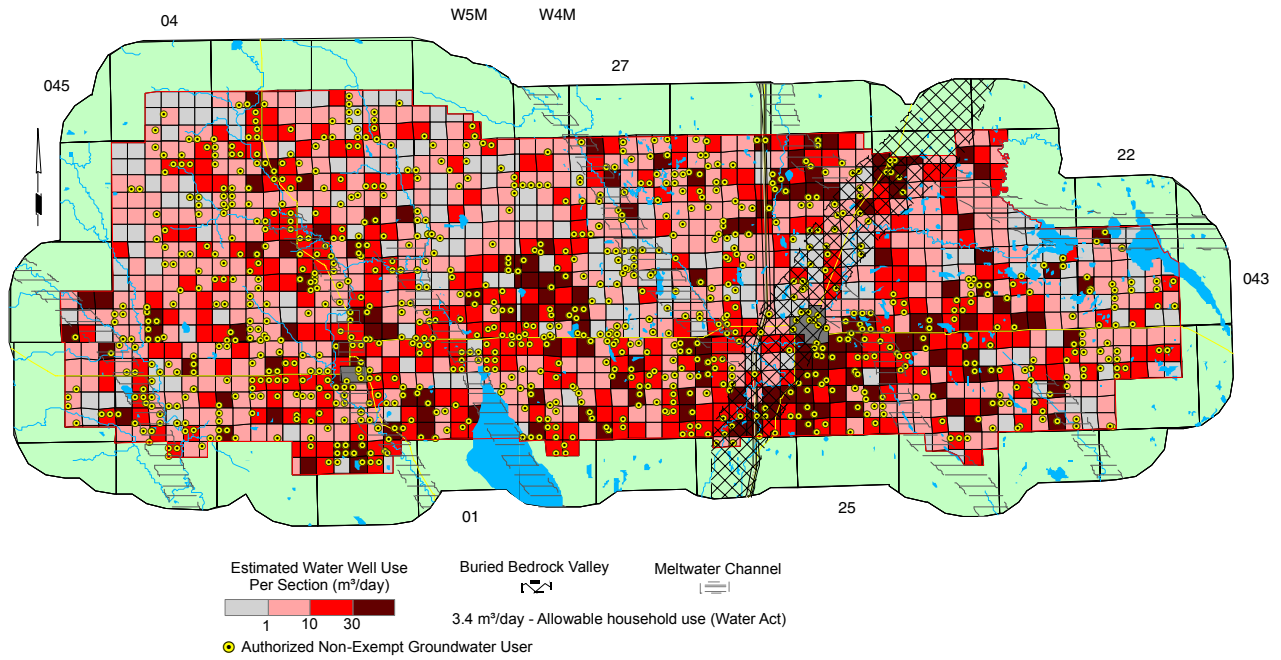 04
W5M
W4M
27
045
22
043
01
25
Estimated Water Well Use
Per Section (m³/day)
1 10 30
Buried Bedrock Valley
Meltwater Channel
3.4 m³/day - Allowable household use (Water Act)
Authorized Non-Exempt Groundwater User